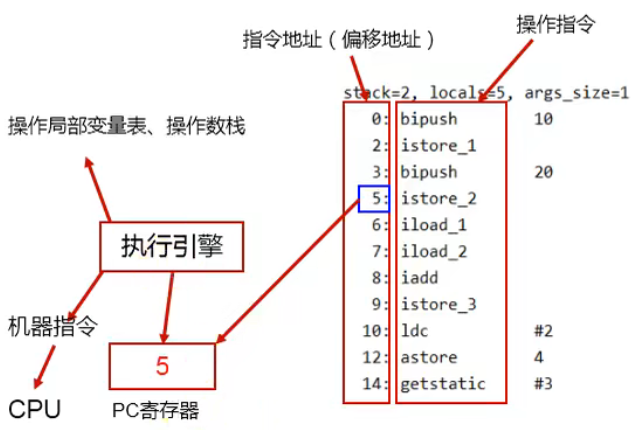 指令地址（偏移地址）
操作指令
stack=2, locals=5, args_size=1
0: bipush 10
2: istore_1
3: bipush 20
5: istore_2
6: iload_1
7: iload_2
8: iadd
9: istore_3
10: ldc #2
12: astore 4
14: getstatic #3
操作局部变量表、操作数栈
执行引擎
机器指令
5
CPU
PC寄存器